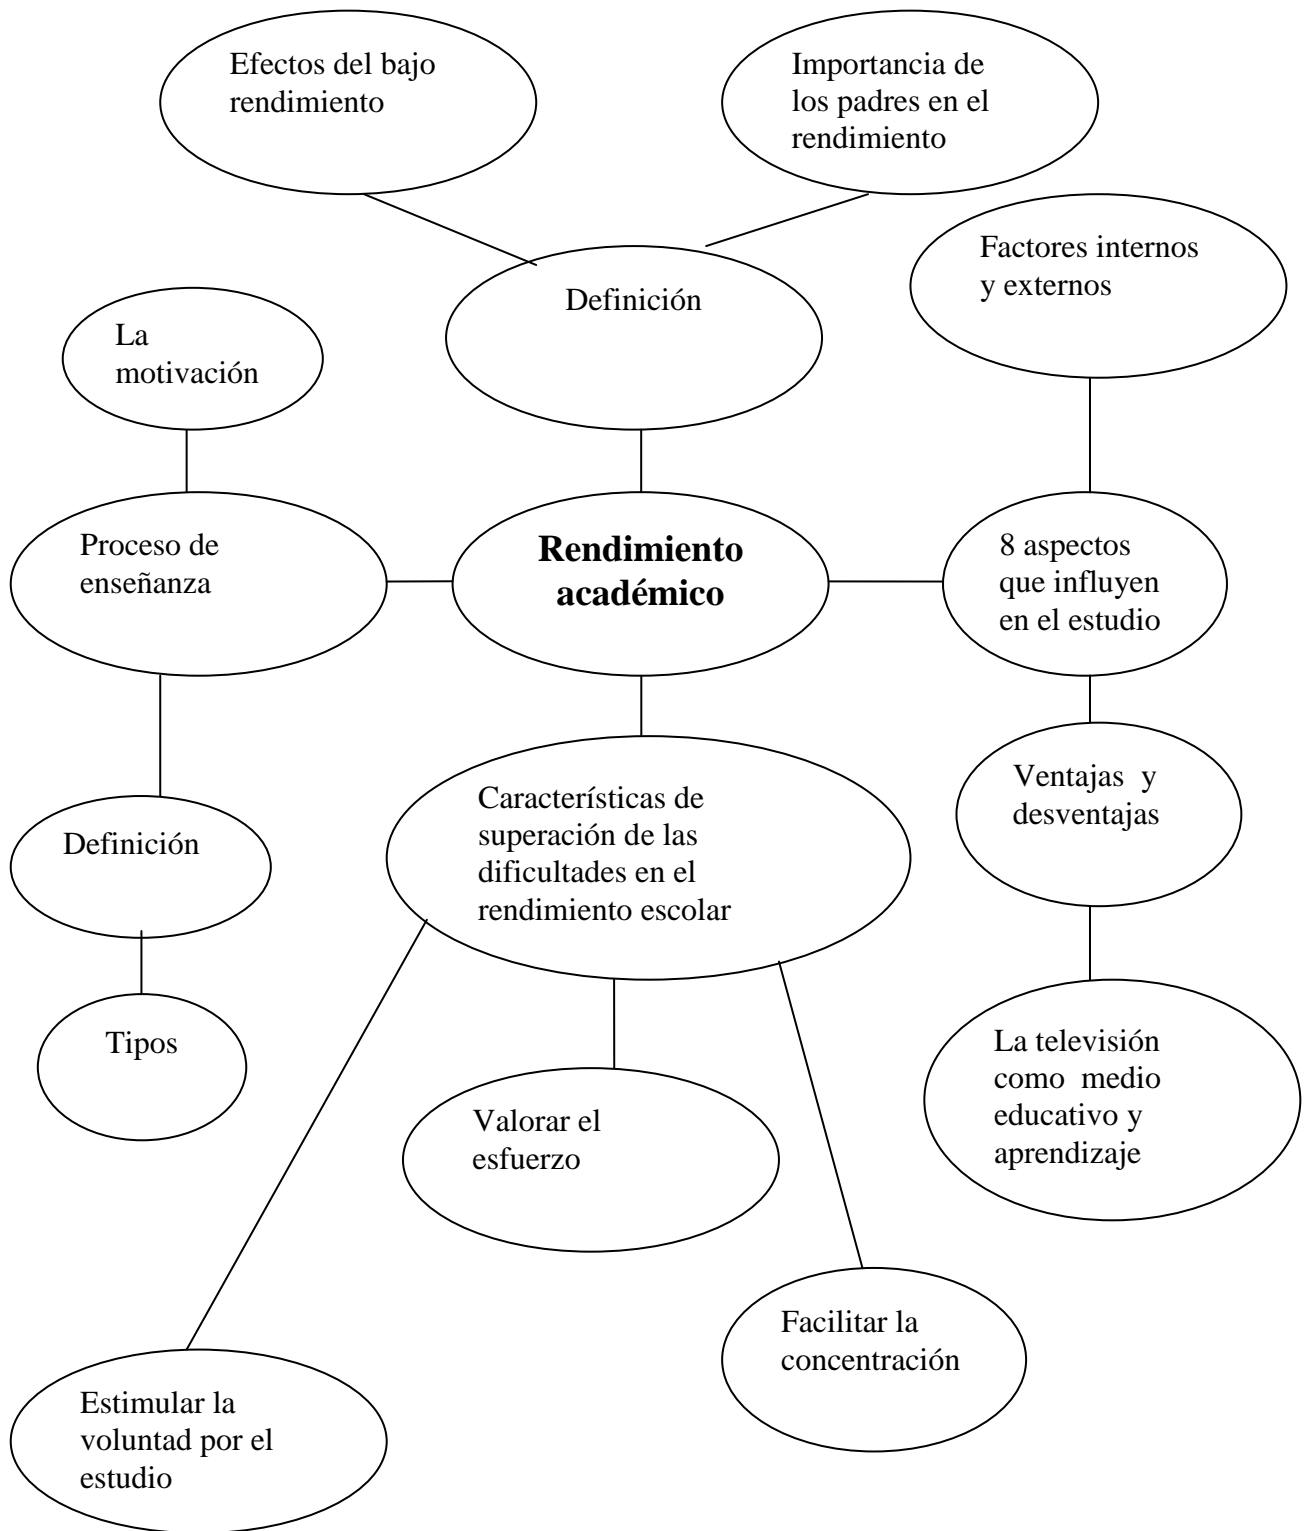 Efectos del bajo
rendimiento
Importancia de
los padres en el
rendimiento
Factores internos
y externos
Definición
La
motivación
Proceso de
enseñanza
Rendimiento
académico
8 aspectos
que influyen
en el estudio
Ventajas  y
desventajas
Características de
superación de las
dificultades en el
rendimiento escolar
Definición
Tipos
La televisión
como  medio
educativo y
aprendizaje
Valorar el
esfuerzo
Facilitar la
concentración
Estimular la
voluntad por el
estudio